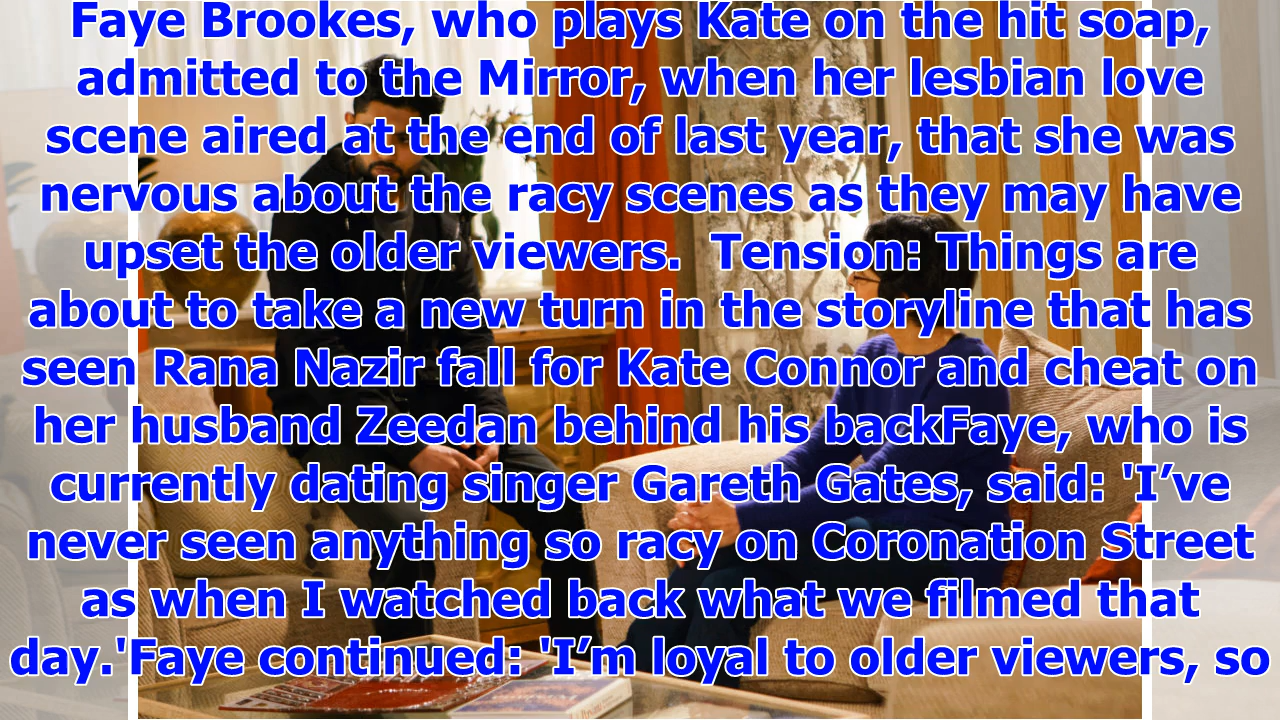 Faye Brookes, who plays Kate on the hit soap,
admitted to the Mirror, when her lesbian love
scene aired at the end of last year, that she was
nervous about the racy scenes as they may have
upset the older viewers.  Tension: Things are
about to take a new turn in the storyline that has
seen Rana Nazir fall for Kate Connor and cheat on
her husband Zeedan behind his backFaye, who is
currently dating singer Gareth Gates, said: 'I’ve
never seen anything so racy on Coronation Street
as when I watched back what we filmed that
day.'Faye continued: 'I’m loyal to older viewers, so